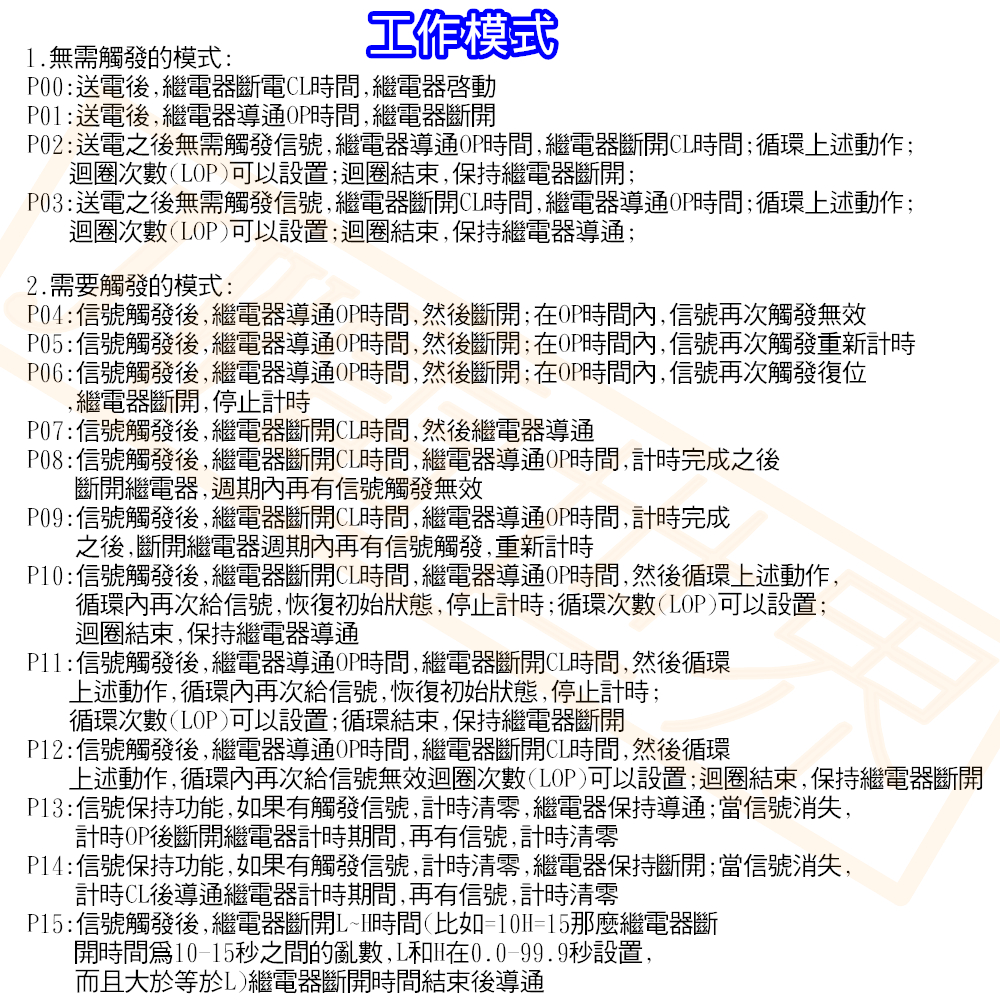 工作模式
1.無需觸發的模式:
P00:送電後,繼電器斷電CL時間,繼電器啓動
P01:送電後,繼電器導通OP時間,繼電器斷開
P02:送電之後無需觸發信號,繼電器導通OP時間,繼電器斷開CL時間;循環上述動作;
迴圈次數(LOP)可以設置;迴圈結束,保持繼電器斷開;
P03:送電之後無需觸發信號,繼電器斷開CL時間,繼電器導通OP時間;循環上述動作;
迴圈次數(LOP)可以設置;迴圈結束,保持繼電器導通;
2.需要觸發的模式:
P04:信號觸發後,繼電器導通OP時間,然後斷開;在OP時間內,信號再次觸發無效
P05:信號觸發後,繼電器導通OP時間,然後斷開;在OP時間內,信號再次觸發重新計時
P06:信號觸發後,繼電器導通OP時間,然後斷開;在OP時間內,信號再次觸發復位
,繼電器斷開,停止計時
P07:信號觸發後,繼電器斷開CL時間,然後繼電器導通
P08:信號觸發後,繼電器斷開CL時間,繼電器導通OP時間,計時完成之後
斷開繼電器,週期內再有信號觸發無效
P09:信號觸發後,繼電器斷開CL時間,繼電器導通OP時間,計時完成
之後,斷開繼電器週期內再有信號觸發,重新計時
P10:信號觸發後,繼電器斷開CL時間,繼電器導通OP時間,然後循環上述動作,
循環內再次給信號,恢復初始狀態,停止計時;循環次數(LOP)可以設置;
迴圈結束,保持繼電器導通
P11:信號觸發後,繼電器導通OP時間,繼電器斷開CL時間,然後循環
上述動作,循環內再次給信號,恢復初始狀態,停止計時;
循環次數(LOP)可以設置;循環結束,保持繼電器斷開
P12:信號觸發後,繼電器導通OP時間,繼電器斷開CL時間,然後循環
上述動作,循環內再次給信號無效迴圈次數(LOP)可以設置;迴圈結束,保持繼電器斷開
P13:信號保持功能,如果有觸發信號,計時清零,繼電器保持導通;當信號消失,
計時OP後斷開繼電器計時期間,再有信號,計時清零
P14:信號保持功能,如果有觸發信號,計時清零,繼電器保持斷開;當信號消失,
計時CL後導通繼電器計時期間,再有信號,計時清零
P15:信號觸發後,繼電器斷開L~H時間(比如=10H=15那麼繼電器斷
開時間爲10-15秒之間的亂數,L和H在0.0-99.9秒設置,
而且大於等於L)繼電器斷開時間結束後導通